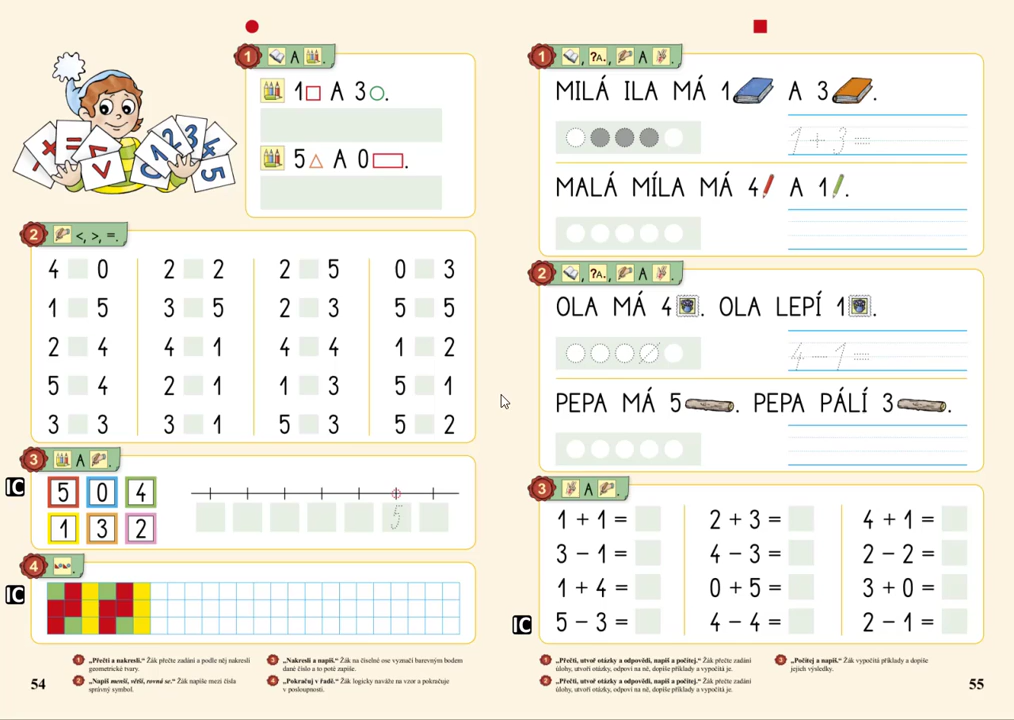 1 A .
1 A 3 .
5 A 0 .
2 <, >, =.
4 0 2 2 2 5 0 3
1 5 3 5 2 3 5 5
2 4 4 1 4 4 1 2
5 4 2 1 1 3 5 1
3 3 3 1 5 3 5 2
3 A .
5 0 4
1 3 2
5
4 .
1 „Přečti a nakresli.“ Žák přečte zadání a podle něj nakreslí
geometrické tvary.
2 „Napiš menší, větší, rovná se.“ Žák napíše mezi čísla
správný symbol.
3 „Nakresli a napiš.“ Žák na číselné ose vyznačí barevným bodem
dané číslo a to poté zapíše.
4 „Pokračuj v řadě.“ Žák logicky naváže na vzor a pokračuje
v posloupnosti.
54
1 , ?A., A .
MILÁ ILA MÁ 1 A 3 .
1 + 3 =
MALÁ MÍLA MÁ 4 A 1 .
2 , ?A., A .
OLA MÁ 4 . OLA LEPÍ 1 .
4 - 1 =
PEPA MÁ 5 . PEPA PÁLÍ 3 .
3 A .
1 + 1 = 2 + 3 = 4 + 1 =
3 - 1 = 4 - 3 = 2 - 2 =
1 + 4 = 0 + 5 = 3 + 0 =
5 - 3 = 4 - 4 = 2 - 1 =
1 „Přečti, utvoř otázky a odpovědi, napiš a počítej.“ Žák přečte zadání
úlohy, utvoří otázky, odpoví na ně, dopíše příklady a vypočítá je.
2 „Přečti, utvoř otázky a odpovědi, napiš a počítej.“ Žák přečte zadání
úlohy, utvoří otázky, odpoví na ně, dopíše příklady a vypočítá je.
3 „Počítej a napiš.“ Žák vypočítá příklady a dopíše
jejich výsledky.
55